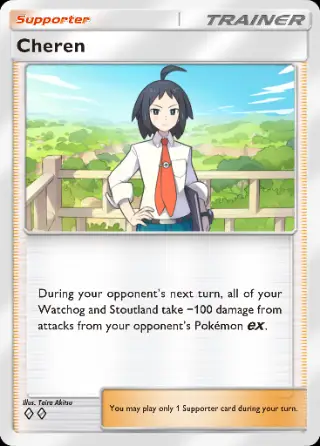 Supporter
TRAINER
Cheren
During your opponent's next turn, all of your
Watchog and Stoutland take −100 damage from
attacks from your opponent's Pokémon ex.
Illus. Taira Akitsu
You may play only 1 Supporter card during your turn.